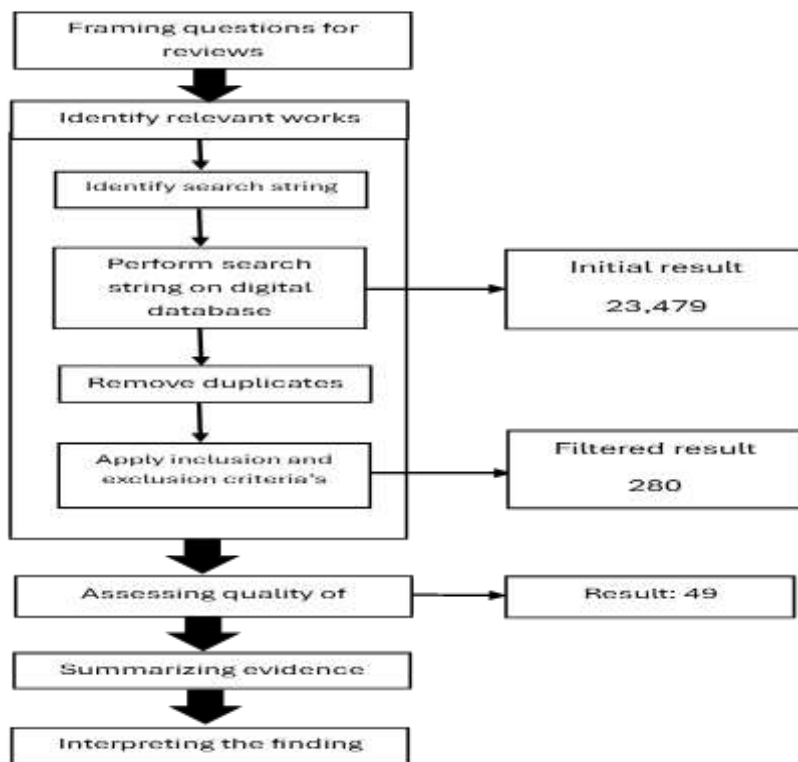 Framing questions for
reviews
Identify relevant works
Identify search string
Perform search
string on digital
database
Initial result
23,479
Remove duplicates
Apply inclusion and
exclusion criteria's
Filtered result
280
Assessing quality of
Result: 49
Summarizing evidence
Interpreting the finding